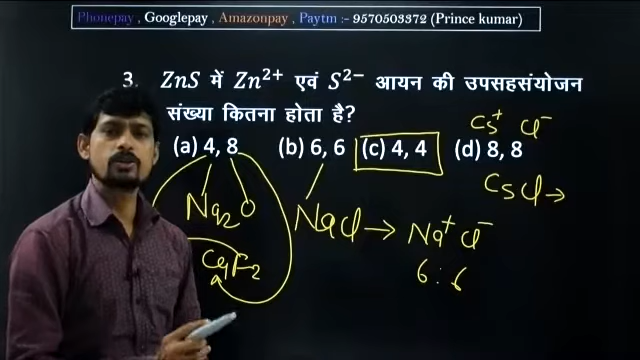 Phonepay , Googlepay , Amazonpay , Paytm :- 9570503372 (Prince kumar)
3. ZnS में Zn²⁺ एवं S²⁻ आयन की उपसहसंयोजन
संख्या कितना होता है?
Cs⁺ Cl⁻
(a) 4, 8 (b) 6, 6 (c) 4, 4 (d) 8, 8
CsCl →
Na₂O NaCl → Na⁺ Cl⁻
CaF₂ 6 : 6